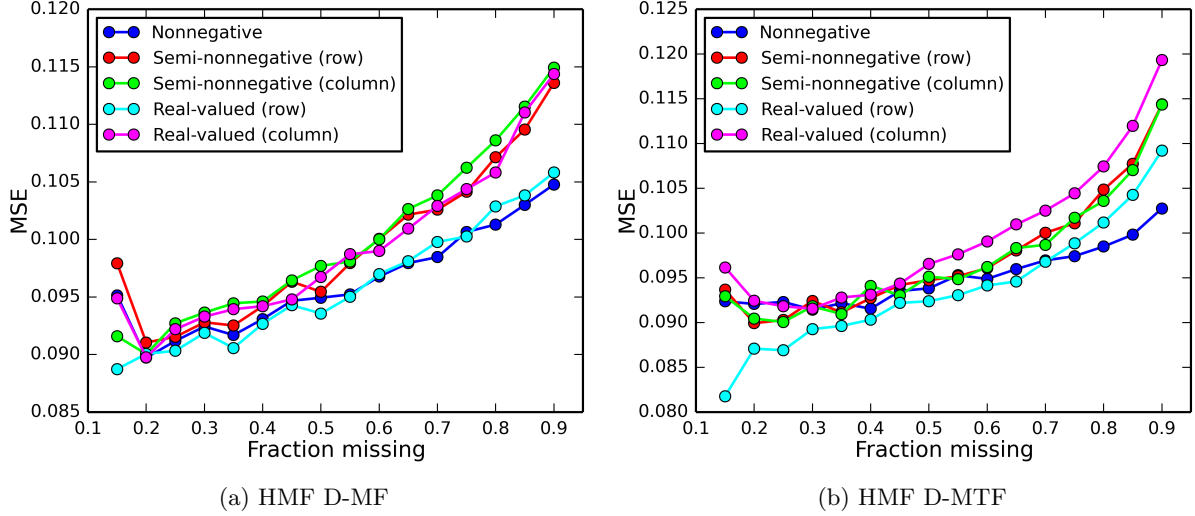 0.120
0.115
0.110
0.105
0.100
0.095
0.090
0.085
MSE
Nonnegative
Semi-nonnegative (row)
Semi-nonnegative (column)
Real-valued (row)
Real-valued (column)
0.1 0.2 0.3 0.4 0.5 0.6 0.7 0.8 0.9
Fraction missing
(a) HMF D-MF
0.125
0.120
0.115
0.110
0.105
0.100
0.095
0.090
0.085
0.080
MSE
Nonnegative
Semi-nonnegative (row)
Semi-nonnegative (column)
Real-valued (row)
Real-valued (column)
0.1 0.2 0.3 0.4 0.5 0.6 0.7 0.8 0.9
Fraction missing
(b) HMF D-MTF